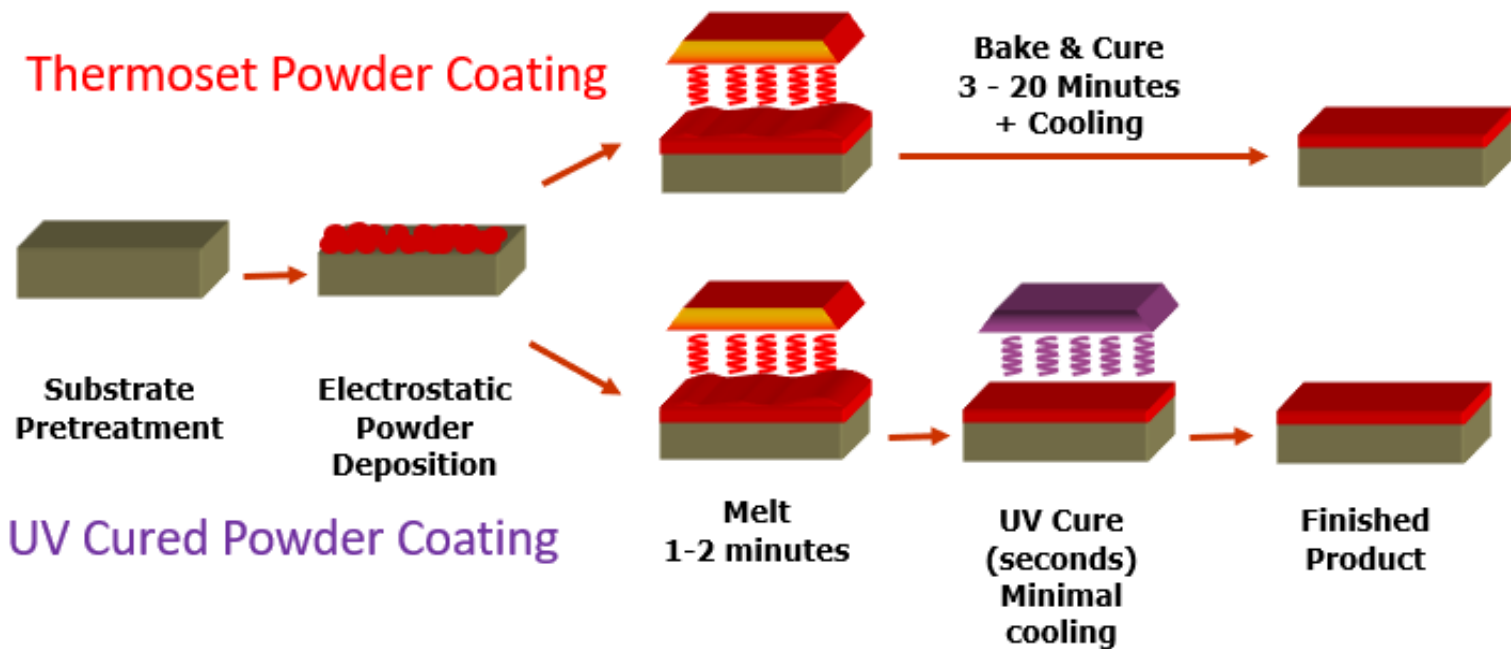 Thermoset Powder Coating
Bake & Cure
3 - 20 Minutes
+ Cooling
Substrate
Pretreatment
Electrostatic
Powder
Deposition
UV Cured Powder Coating
Melt
1-2 minutes
UV Cure
(seconds)
Minimal
cooling
Finished
Product